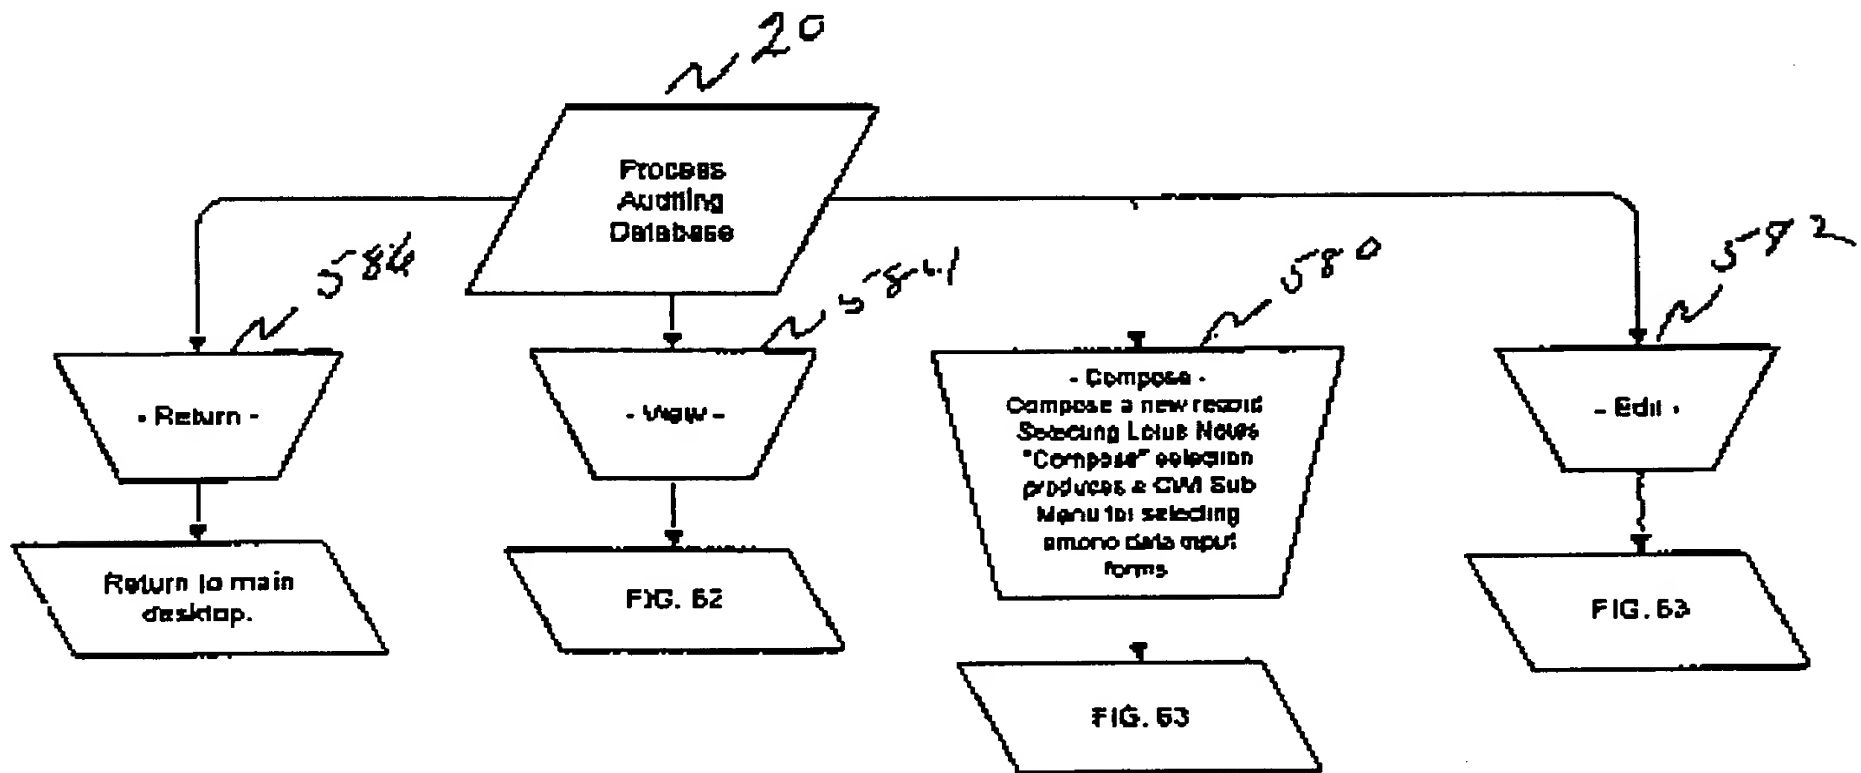 20
Process
Auditing
Database
586
584
580
592
- Return -
- View -
- Compose -
Compose a new record
Selecting Lotus Notes
"Compose" selection
produces a CWI Sub
Menu for selecting
among data input
forms
- Edit -
Return to main
desktop.
FIG. 62
FIG. 63
FIG. 63